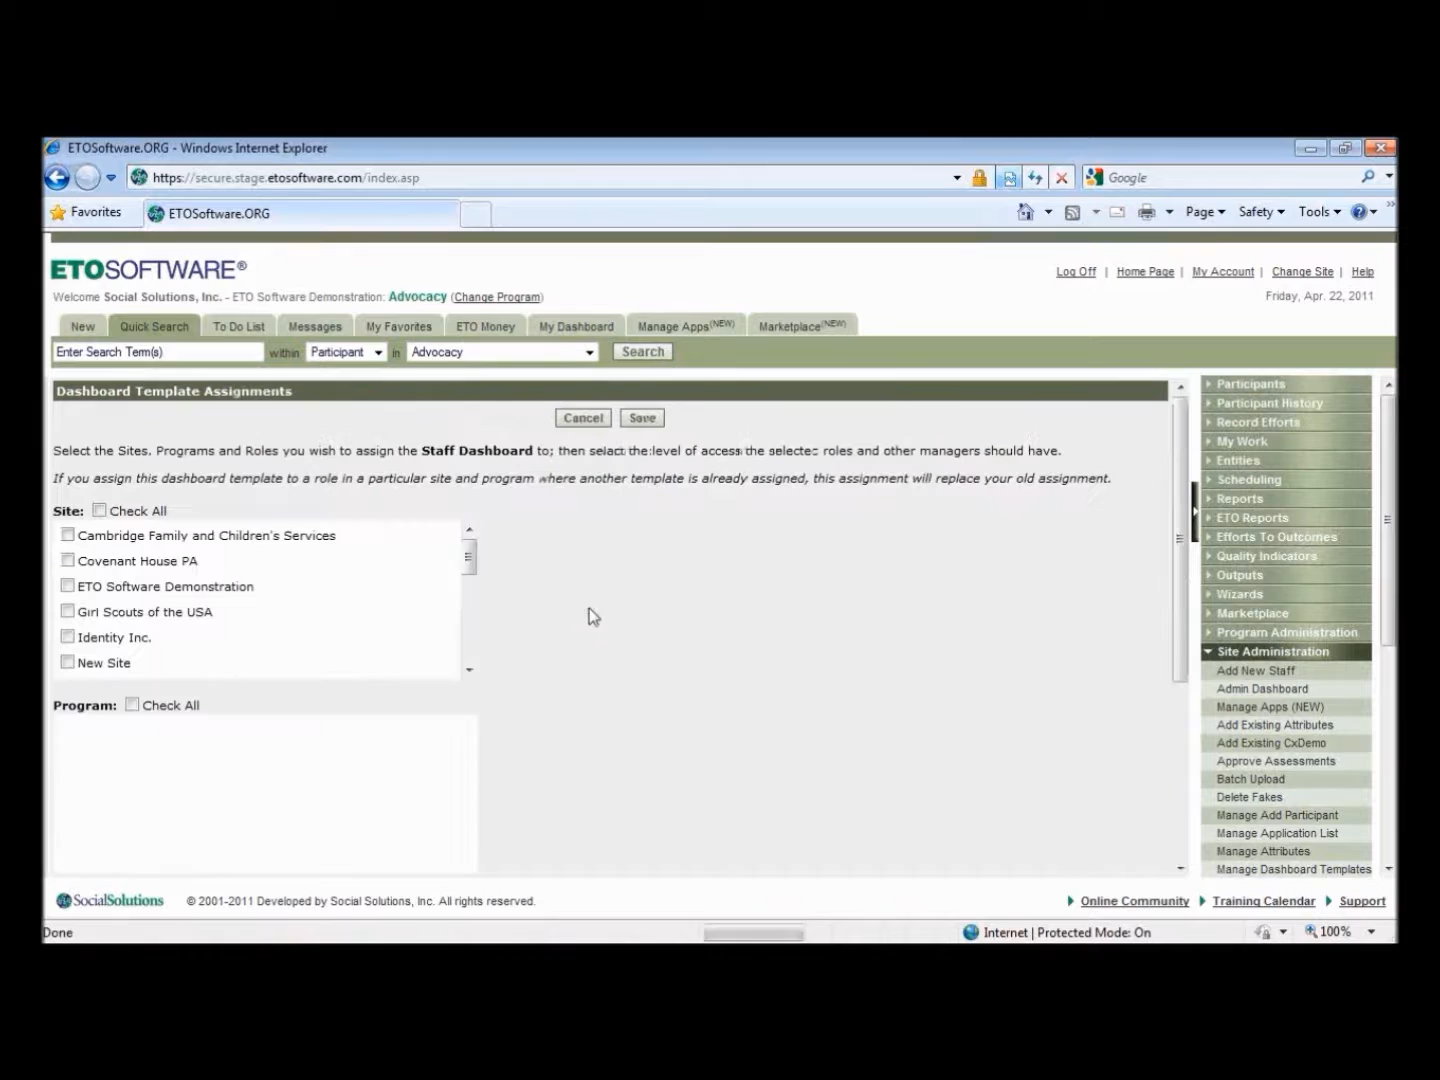 ETOSoftware.ORG - Windows Internet Explorer
https://secure.stage.etosoftware.com/index.asp
Google
Favorites
ETOSoftware.ORG
Page
Safety
Tools
ETOSOFTWARE®
Log Off | Home Page | My Account | Change Site | Help
Welcome Social Solutions, Inc. - ETO Software Demonstration: Advocacy (Change Program)
Friday, Apr. 22, 2011
New
Quick Search
To Do List
Messages
My Favorites
ETO Money
My Dashboard
Manage Apps(NEW)
Marketplace(NEW)
Enter Search Term(s) within Participant in Advocacy Search
Dashboard Template Assignments
Cancel Save
Select the Sites, Programs and Roles you wish to assign the Staff Dashboard to; then select the level of access the selected roles and other managers should have.
If you assign this dashboard template to a role in a particular site and program where another template is already assigned, this assignment will replace your old assignment.
Site: Check All
Cambridge Family and Children's Services
Covenant House PA
ETO Software Demonstration
Girl Scouts of the USA
Identity Inc.
New Site
Program: Check All
Participants
Participant History
Record Efforts
My Work
Entities
Scheduling
Reports
ETO Reports
Efforts To Outcomes
Quality Indicators
Outputs
Wizards
Marketplace
Program Administration
Site Administration
Add New Staff
Admin Dashboard
Manage Apps (NEW)
Add Existing Attributes
Add Existing CxDemo
Approve Assessments
Batch Upload
Delete Fakes
Manage Add Participant
Manage Application List
Manage Attributes
Manage Dashboard Templates
SocialSolutions
© 2001-2011 Developed by Social Solutions, Inc. All rights reserved.
Online Community
Training Calendar
Support
Done
Internet | Protected Mode: On
100%